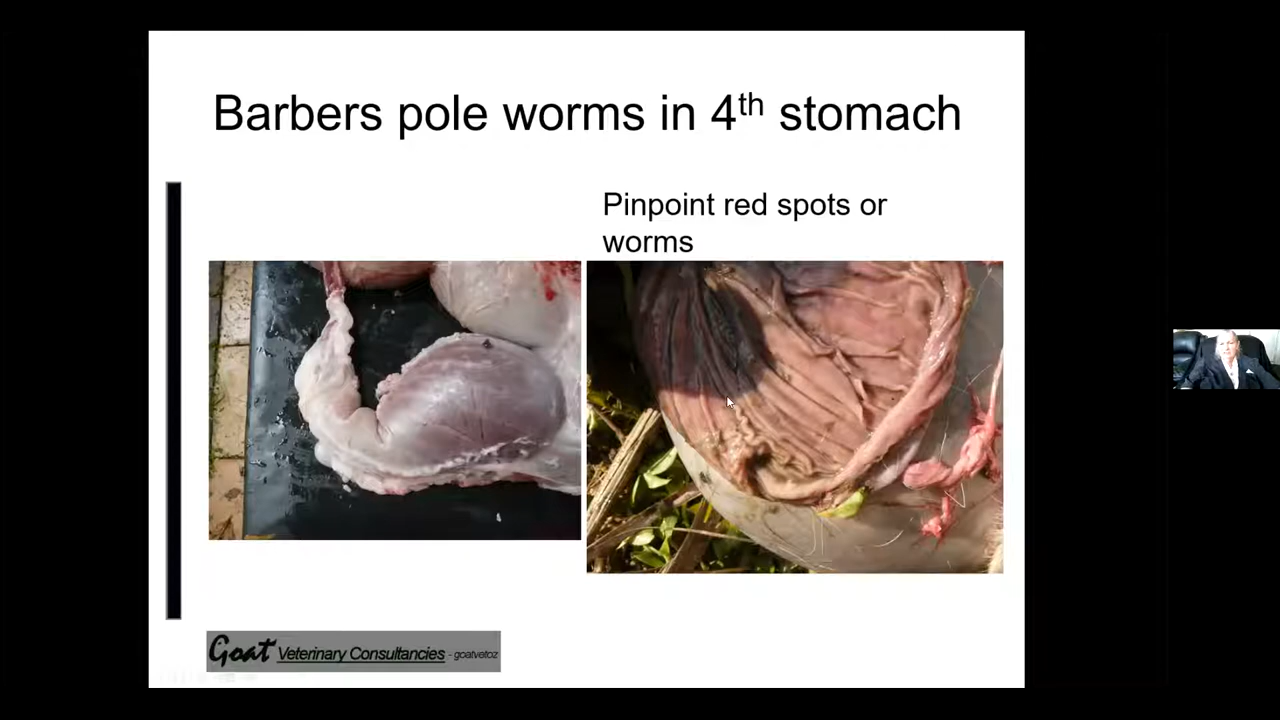 Barbers pole worms in 4th stomach
Pinpoint red spots or
worms
Goat Veterinary Consultancies - goatvetoz